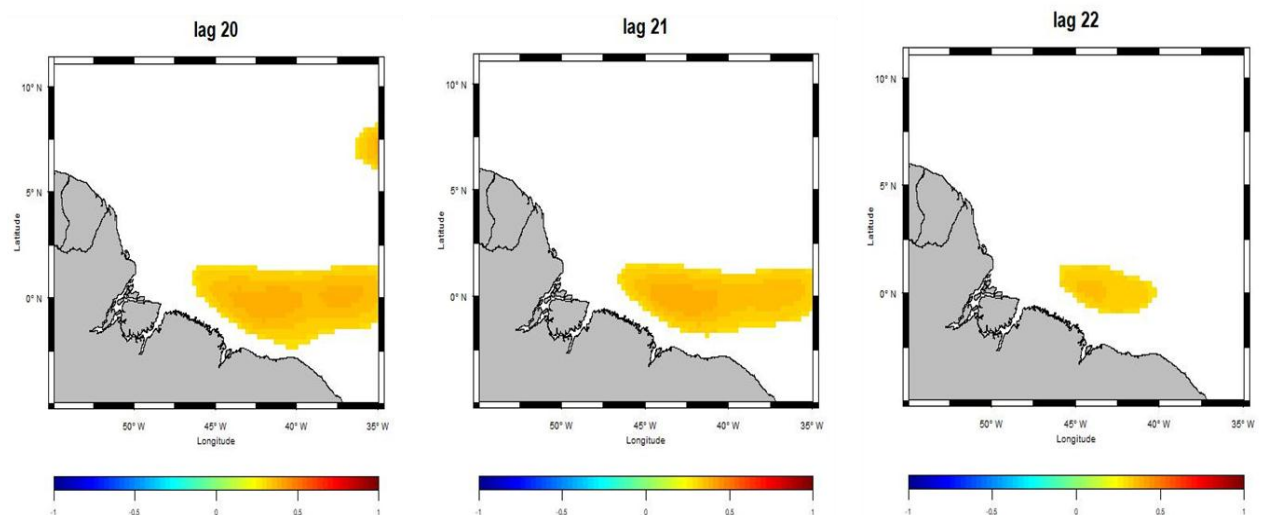 lag 20
10° N
5° N
0° N
Latitude
50° W 45° W 40° W 35° W
Longitude
-1 -0.5 0 0.5 1
lag 21
10° N
5° N
0° N
Latitude
50° W 45° W 40° W 35° W
Longitude
-1 -0.5 0 0.5 1
lag 22
10° N
5° N
0° N
Latitude
50° W 45° W 40° W 35° W
Longitude
-1 -0.5 0 0.5 1